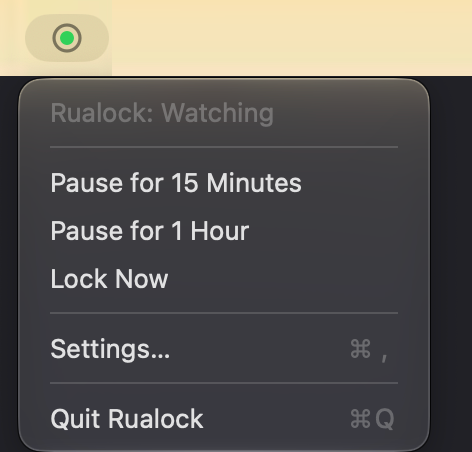 Rualock: Watching
Pause for 15 Minutes
Pause for 1 Hour
Lock Now
Settings... ⌘ ,
Quit Rualock ⌘Q